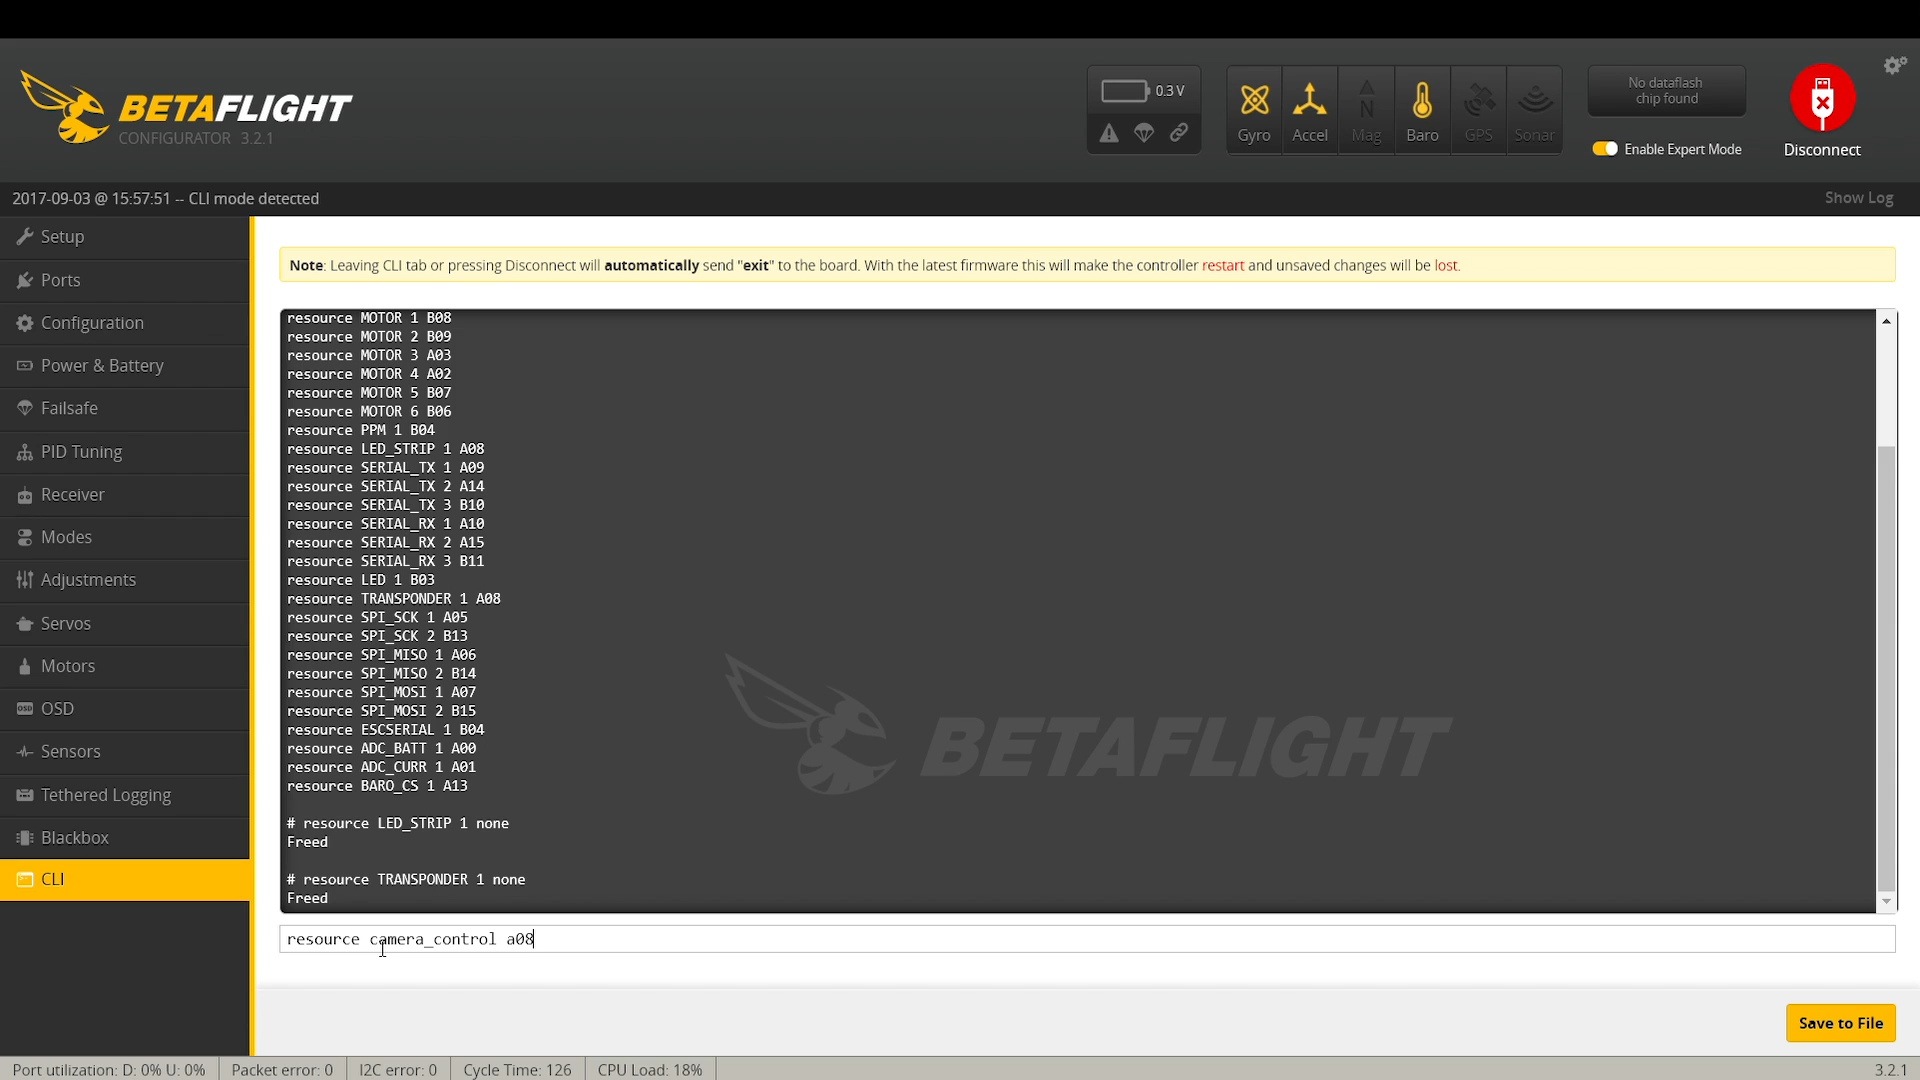 BETAFLIGHT
CONFIGURATOR 3.2.1
0.3 V
Gyro
Accel
N
Mag
Baro
GPS
Sonar
No dataflash
chip found
Enable Expert Mode
Disconnect
2017-09-03 @ 15:57:51 -- CLI mode detected
Show Log
Setup
Ports
Configuration
Power & Battery
Failsafe
PID Tuning
Receiver
Modes
Adjustments
Servos
Motors
OSD OSD
Sensors
Tethered Logging
Blackbox
CLI
Note: Leaving CLI tab or pressing Disconnect will automatically send "exit" to the board. With the latest firmware this will make the controller restart and unsaved changes will be lost.
resource MOTOR 1 B08
resource MOTOR 2 B09
resource MOTOR 3 A03
resource MOTOR 4 A02
resource MOTOR 5 B07
resource MOTOR 6 B06
resource PPM 1 B04
resource LED_STRIP 1 A08
resource SERIAL_TX 1 A09
resource SERIAL_TX 2 A14
resource SERIAL_TX 3 B10
resource SERIAL_RX 1 A10
resource SERIAL_RX 2 A15
resource SERIAL_RX 3 B11
resource LED 1 B03
resource TRANSPONDER 1 A08
resource SPI_SCK 1 A05
resource SPI_SCK 2 B13
resource SPI_MISO 1 A06
resource SPI_MISO 2 B14
resource SPI_MOSI 1 A07
resource SPI_MOSI 2 B15
resource ESCSERIAL 1 B04
resource ADC_BATT 1 A00
resource ADC_CURR 1 A01
resource BARO_CS 1 A13
# resource LED_STRIP 1 none
Freed
# resource TRANSPONDER 1 none
Freed
BETAFLIGHT
resource camera_control a08
Save to File
Port utilization: D: 0% U: 0%
Packet error: 0
I2C error: 0
Cycle Time: 126
CPU Load: 18%
3.2.1